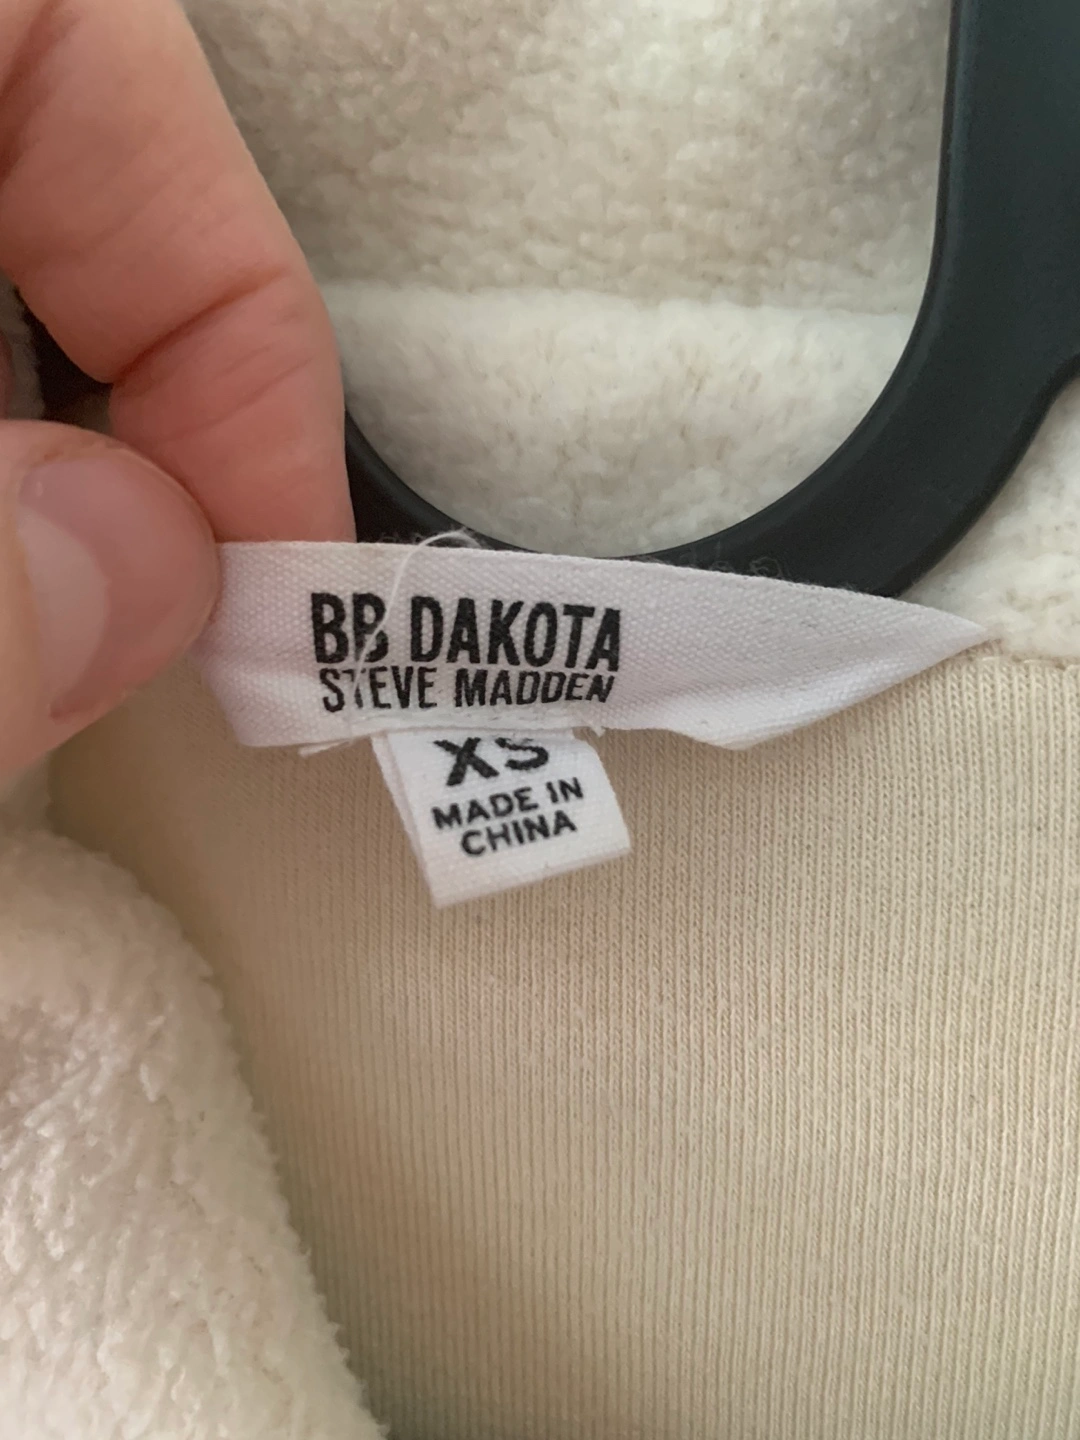 BB DAKOTA
STEVE MADDEN
XS
MADE IN
CHINA